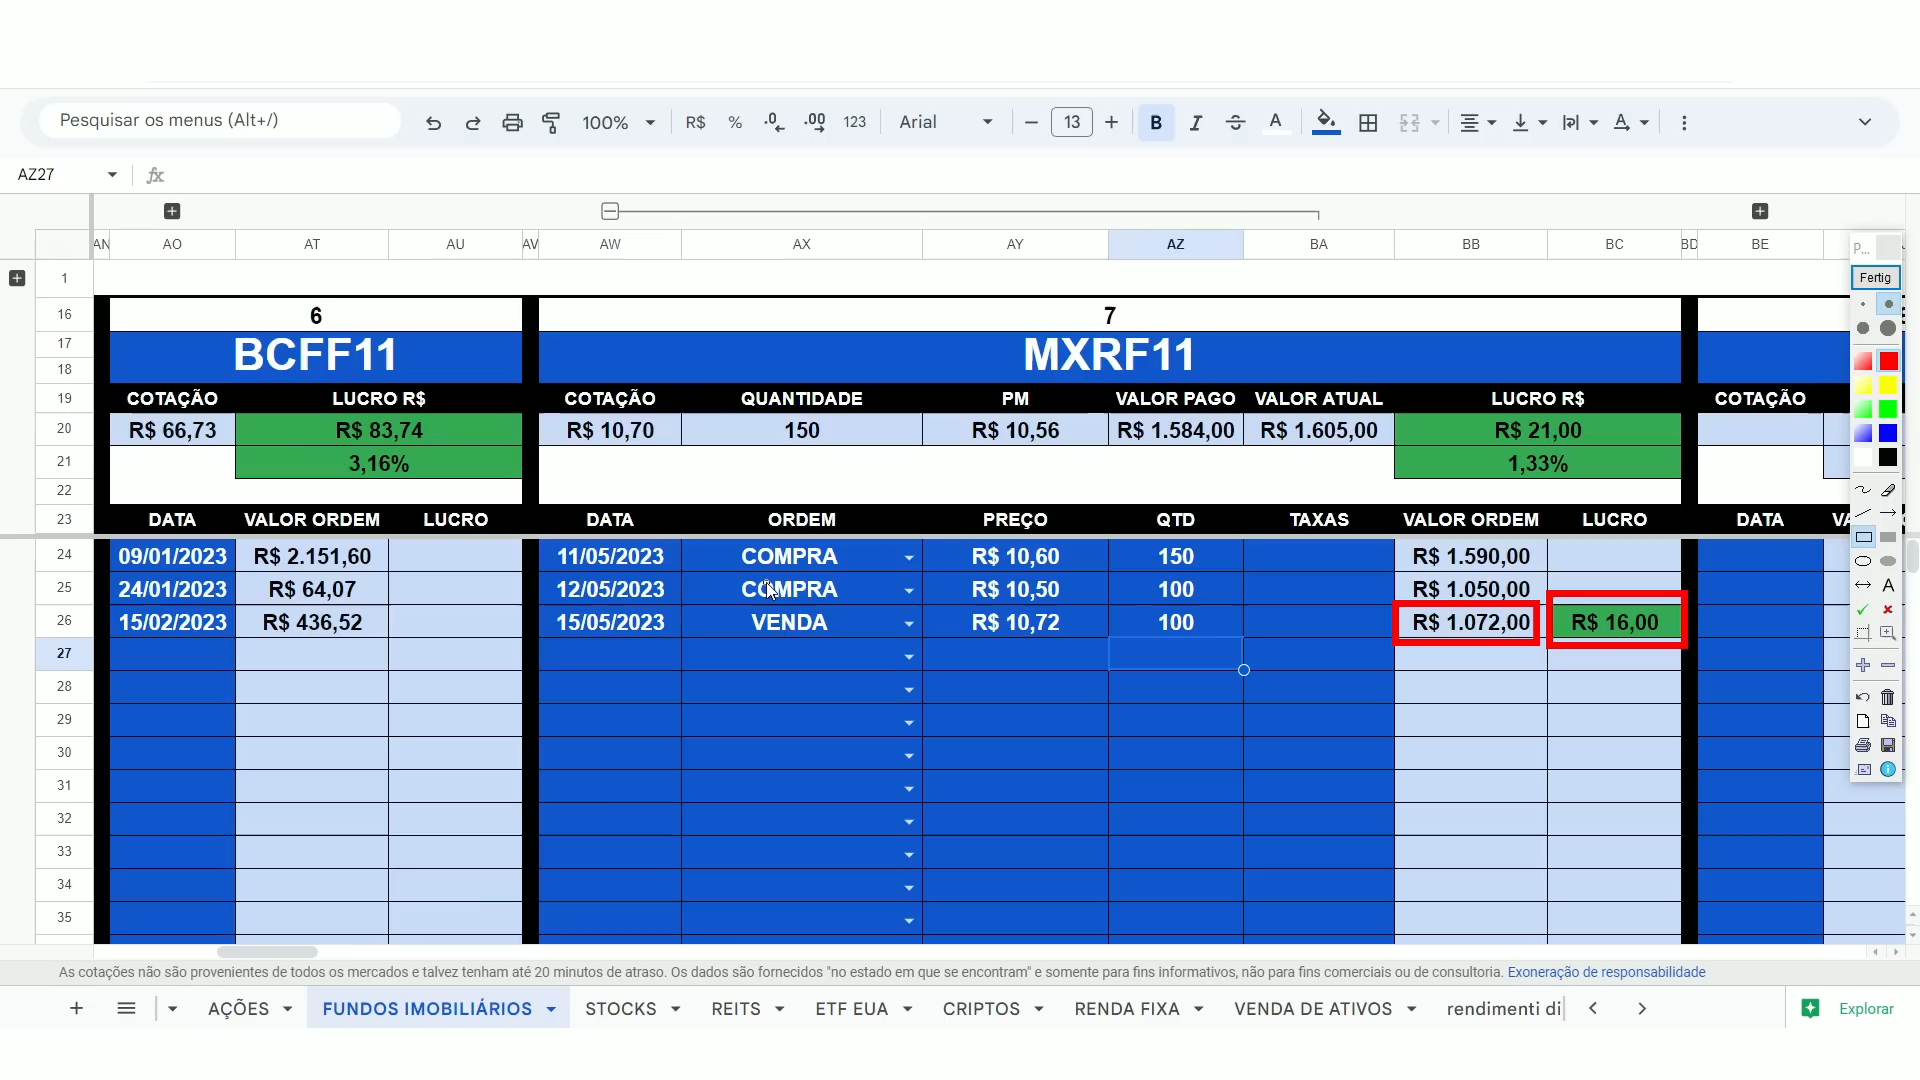 Pesquisar os menus (Alt+/)
100%
R$ % .0 .00 123 Arial 13 B I A A
AZ27 fx
AN AO AT AU AV AW AX AY AZ BA BB BC BD BE
P...
Fertig
1
16 6 7
17 BCFF11 MXRF11
18
19 COTAÇÃO LUCRO R$ COTAÇÃO QUANTIDADE PM VALOR PAGO VALOR ATUAL LUCRO R$ COTAÇÃO
20 R$ 66,73 R$ 83,74 R$ 10,70 150 R$ 10,56 R$ 1.584,00 R$ 1.605,00 R$ 21,00
21 3,16% 1,33%
22
23 DATA VALOR ORDEM LUCRO DATA ORDEM PREÇO QTD TAXAS VALOR ORDEM LUCRO DATA
24 09/01/2023 R$ 2.151,60 11/05/2023 COMPRA R$ 10,60 150 R$ 1.590,00
25 24/01/2023 R$ 64,07 12/05/2023 COMPRA R$ 10,50 100 R$ 1.050,00
26 15/02/2023 R$ 436,52 15/05/2023 VENDA R$ 10,72 100 R$ 1.072,00 R$ 16,00
27
28
29
30
31
32
33
34
35
A
As cotações não são provenientes de todos os mercados e talvez tenham até 20 minutos de atraso. Os dados são fornecidos "no estado em que se encontram" e somente para fins informativos, não para fins comerciais ou de consultoria. Exoneração de responsabilidade
AÇÕES FUNDOS IMOBILIÁRIOS STOCKS REITS ETF EUA CRIPTOS RENDA FIXA VENDA DE ATIVOS rendimenti di Explorar